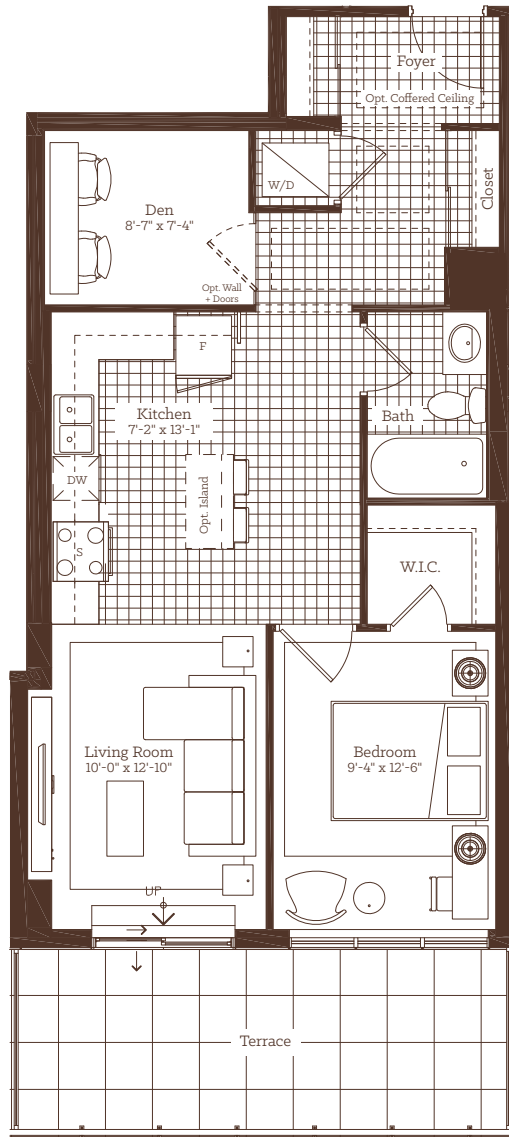 Foyer
Opt. Coffered Ceiling
W/D
Closet
Den
8'-7" x 7'-4"
Opt. Wall
+ Doors
F
Kitchen
7'-2" x 13'-1"
Bath
DW
Opt. Island
S
W.I.C.
Living Room
10'-0" x 12'-10"
Bedroom
9'-4" x 12'-6"
UP
Terrace